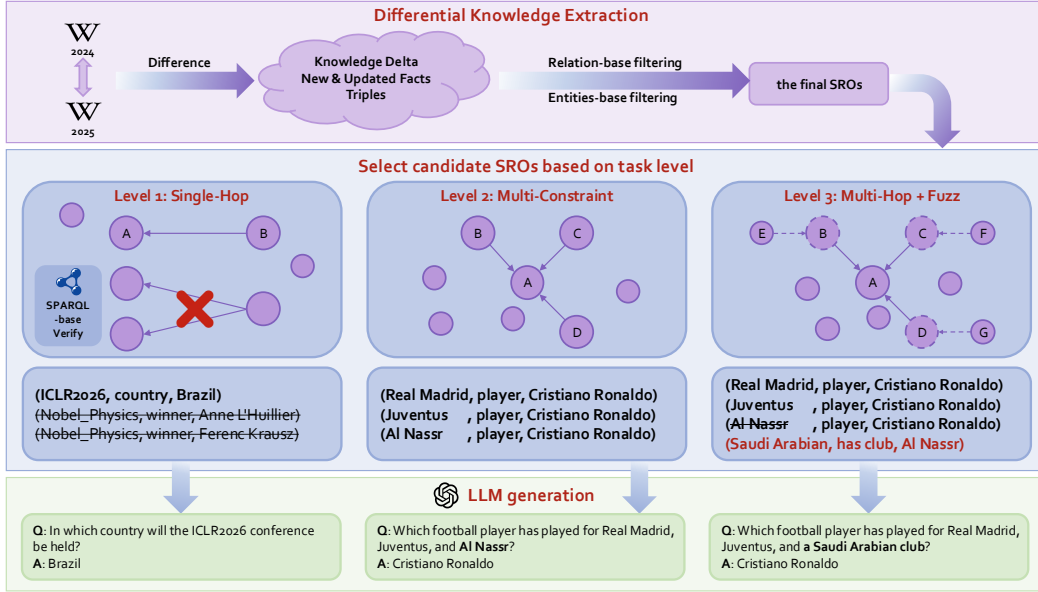 Differential Knowledge Extraction
W
2024
W
2025
Difference
Knowledge Delta
New & Updated Facts
Triples
Relation-base filtering
Entities-base filtering
the final SROs
Select candidate SROs based on task level
Level 1: Single-Hop
A
B
SPARQL
-base
Verify
Level 2: Multi-Constraint
B
C
A
D
Level 3: Multi-Hop + Fuzz
E
B
C
F
A
D
G
(ICLR2026, country, Brazil)
(Nobel_Physics, winner, Anne L'Huillier)
(Nobel_Physics, winner, Ferenc Krausz)
(Real Madrid, player, Cristiano Ronaldo)
(Juventus , player, Cristiano Ronaldo)
(Al Nassr , player, Cristiano Ronaldo)
(Real Madrid, player, Cristiano Ronaldo)
(Juventus , player, Cristiano Ronaldo)
(Al Nassr , player, Cristiano Ronaldo)
(Saudi Arabian, has club, Al Nassr)
LLM generation
Q: In which country will the ICLR2026 conference
be held?
A: Brazil
Q: Which football player has played for Real Madrid,
Juventus, and Al Nassr?
A: Cristiano Ronaldo
Q: Which football player has played for Real Madrid,
Juventus, and a Saudi Arabian club?
A: Cristiano Ronaldo